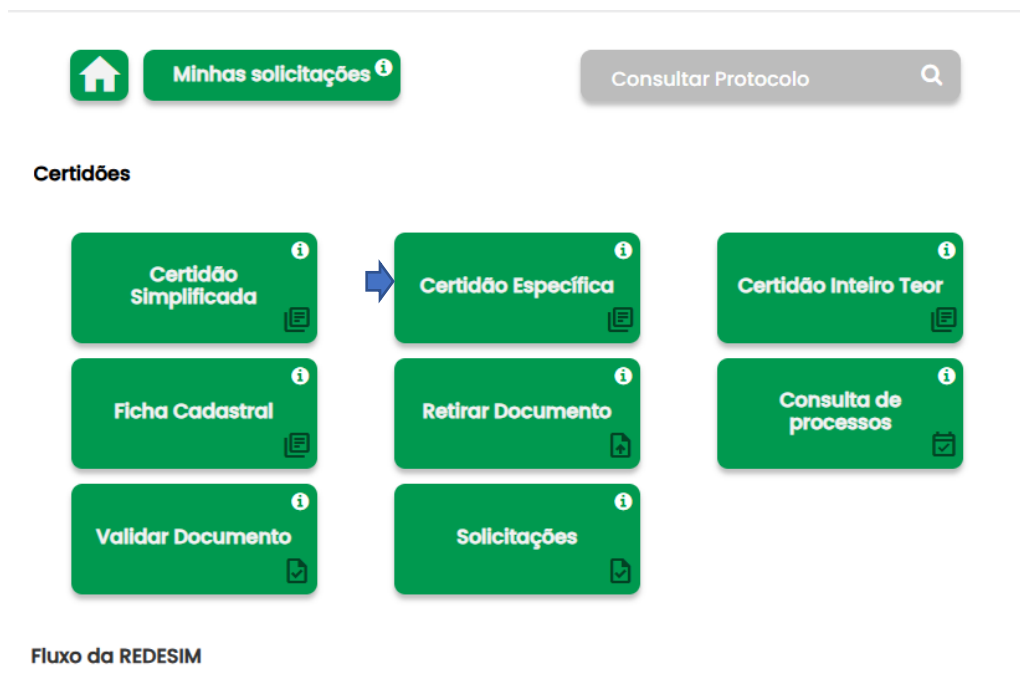 Minhas solicitações
Consultar Protocolo
Certidões
Certidão
Simplificada
Certidão Específica
Certidão Inteiro Teor
Ficha Cadastral
Retirar Documento
Consulta de
processos
Validar Documento
Solicitações
Fluxo da REDESIM